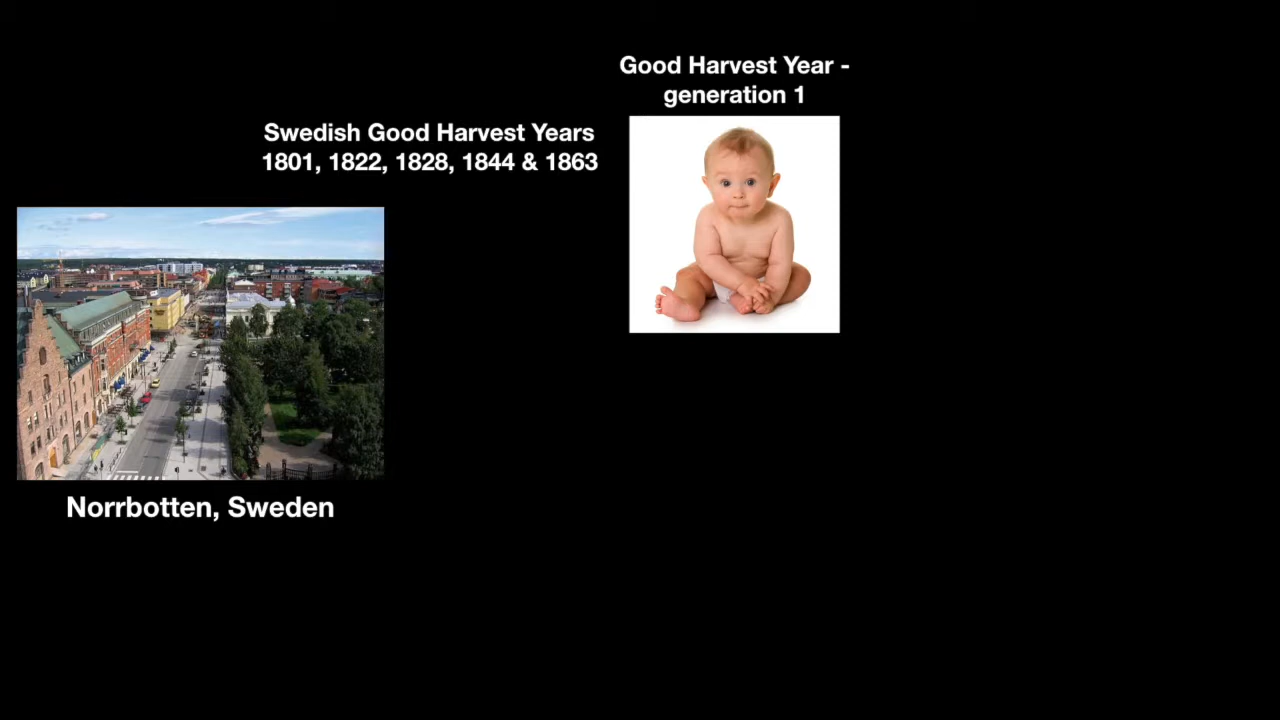 Good Harvest Year -
generation 1
Swedish Good Harvest Years
1801, 1822, 1828, 1844 & 1863
Norrbotten, Sweden